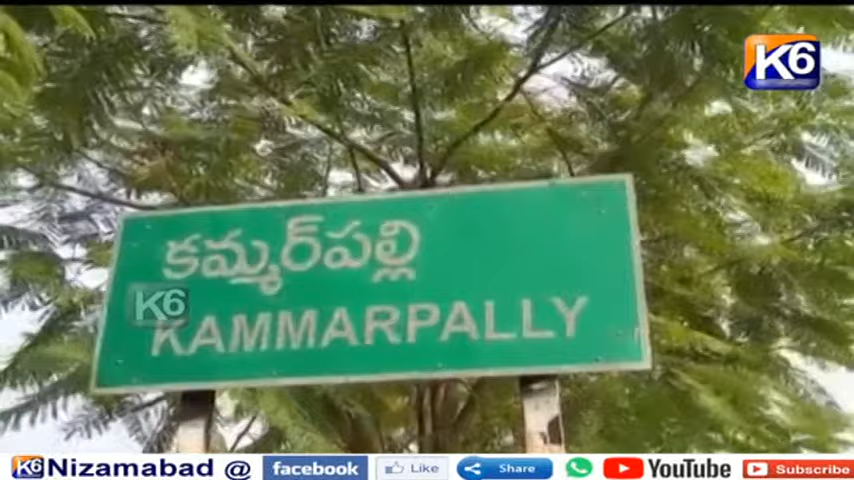 K6
కమ్మర్‌పల్లి
K6
KAMMARPALLY
K6 Nizamabad @ facebook Like Share YouTube Subscribe